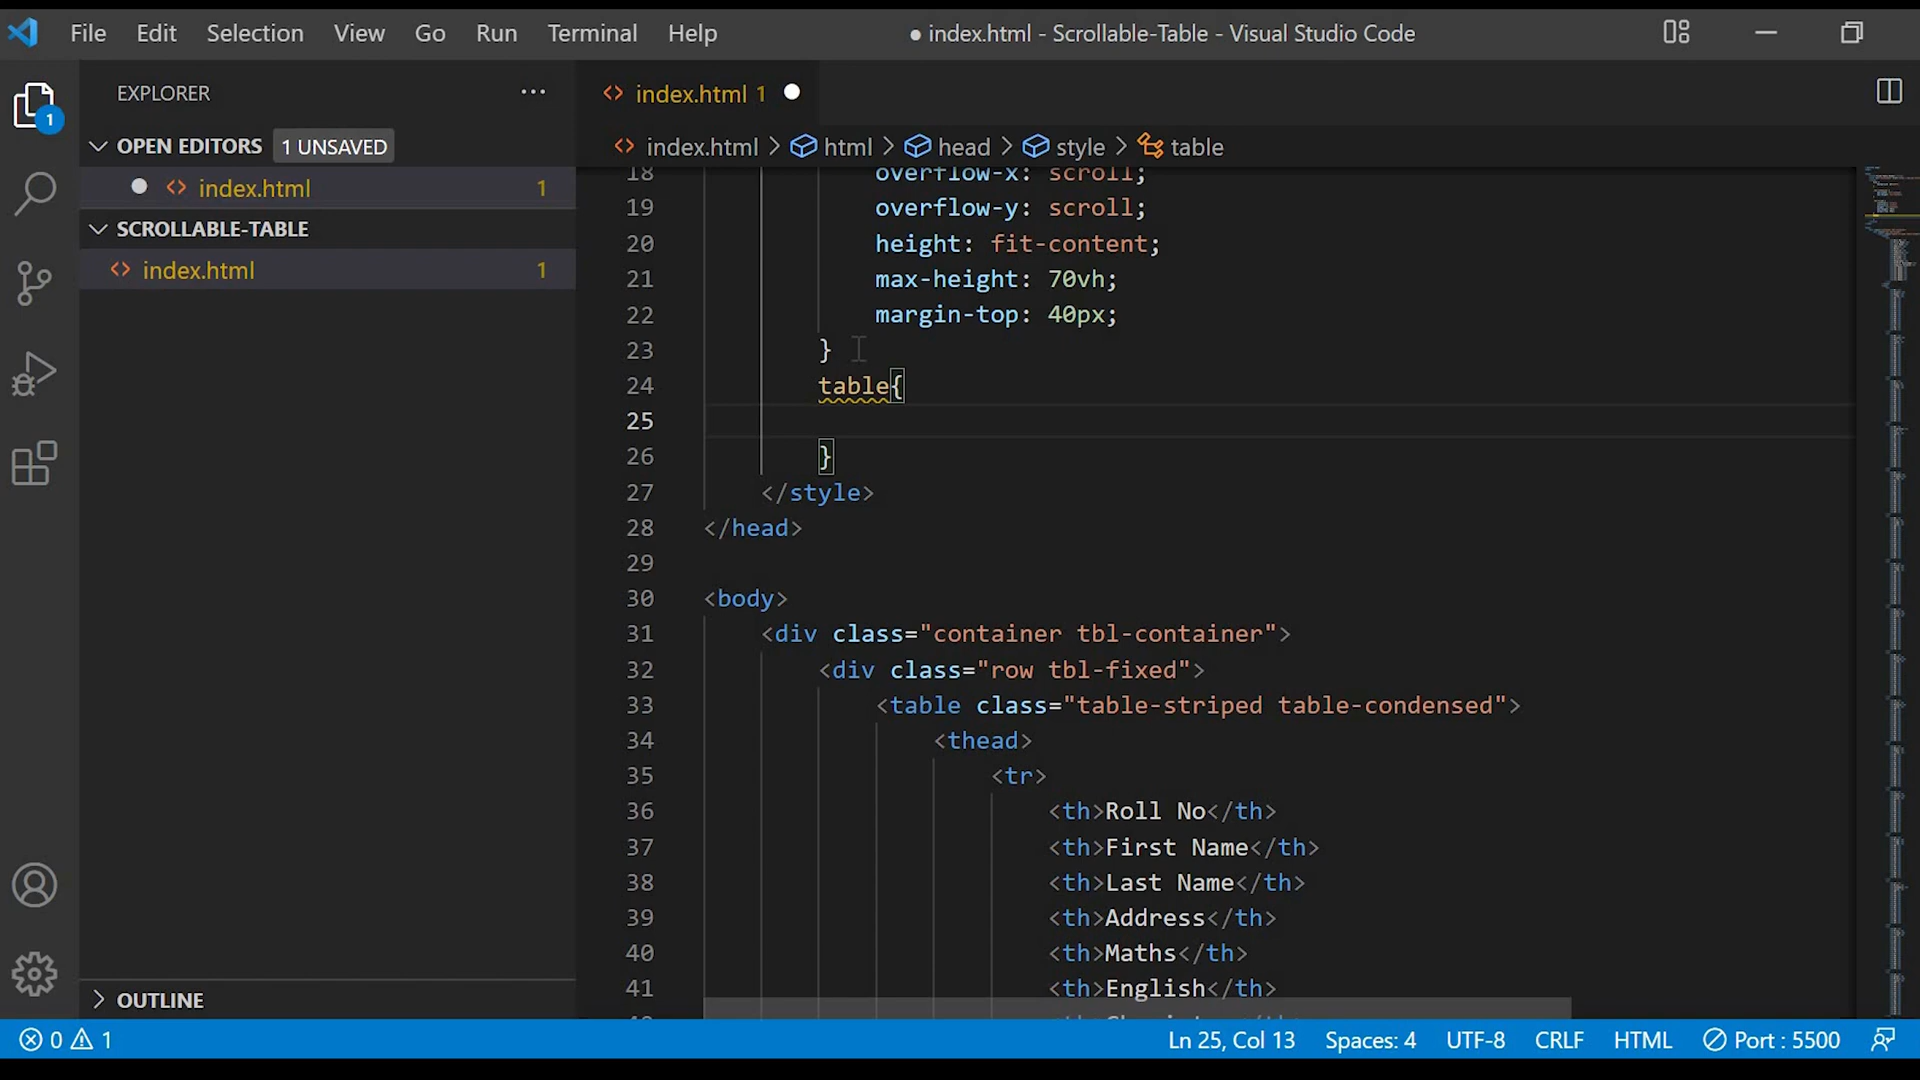 File Edit Selection View Go Run Terminal Help
● index.html - Scrollable-Table - Visual Studio Code
EXPLORER
index.html 1
OPEN EDITORS 1 UNSAVED
index.html > html > head > style > table
index.html 1
SCROLLABLE-TABLE
index.html 1
1
18 overflow-x: scroll;
19 overflow-y: scroll;
20 height: fit-content;
21 max-height: 70vh;
22 margin-top: 40px;
23 }
24 table{
25
26 }
27 </style>
28 </head>
29
30 <body>
31 <div class="container tbl-container">
32 <div class="row tbl-fixed">
33 <table class="table-striped table-condensed">
34 <thead>
35 <tr>
36 <th>Roll No</th>
37 <th>First Name</th>
38 <th>Last Name</th>
39 <th>Address</th>
40 <th>Maths</th>
41 <th>English</th>
OUTLINE
0 1 Ln 25, Col 13 Spaces: 4 UTF-8 CRLF HTML Port : 5500